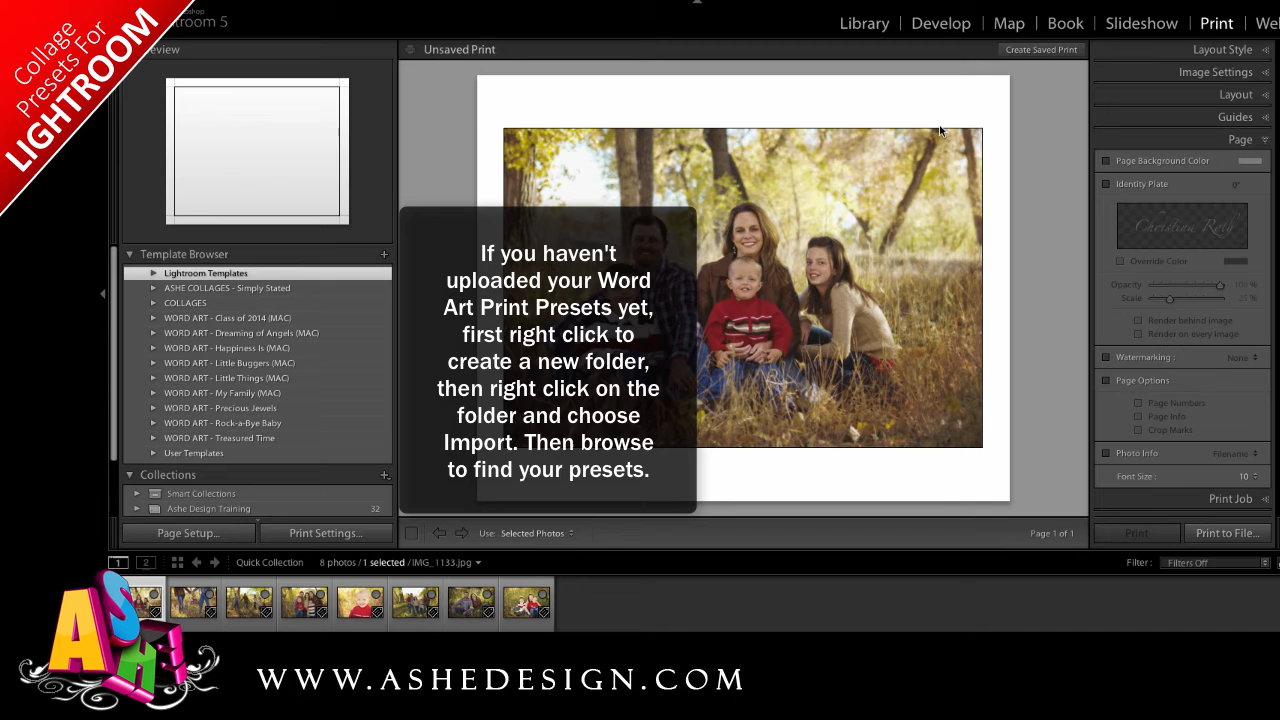 Collage
Presets For
LIGHTROOM
room 5
Library
Develop
Map
Book
Slideshow
Print
Unsaved Print
Create Saved Print
Template Browser
Lightroom Templates
ASHE COLLAGES - Simply Stated
COLLAGES
WORD ART - Class of 2014 (MAC)
WORD ART - Dreaming of Angels (MAC)
WORD ART - Happiness Is (MAC)
WORD ART - Little Buggers (MAC)
WORD ART - Little Things (MAC)
WORD ART - My Family (MAC)
WORD ART - Precious Jewels
WORD ART - Rock-a-Bye Baby
WORD ART - Treasured Time
User Templates
Collections
Smart Collections
Ashe Design Training 32
Page Setup...
Print Settings...
If you haven't
uploaded your Word
Art Print Presets yet,
first right click to
create a new folder,
then right click on the
folder and choose
Import. Then browse
to find your presets.
Use: Selected Photos
Page 1 of 1
Layout Style
Image Settings
Layout
Guides
Page
Page Background Color
Identity Plate 0°
Override Color
Opacity 100 %
Scale 25 %
Render behind image
Render on every image
Watermarking : None
Page Options
Page Numbers
Page Info
Crop Marks
Photo Info Filename
Font Size : 10
Print Job
Print
Print to File...
1 2
Quick Collection
8 photos / 1 selected / IMG_1133.jpg
Filter : Filters Off
ASHE
WWW.ASHEDESIGN.COM